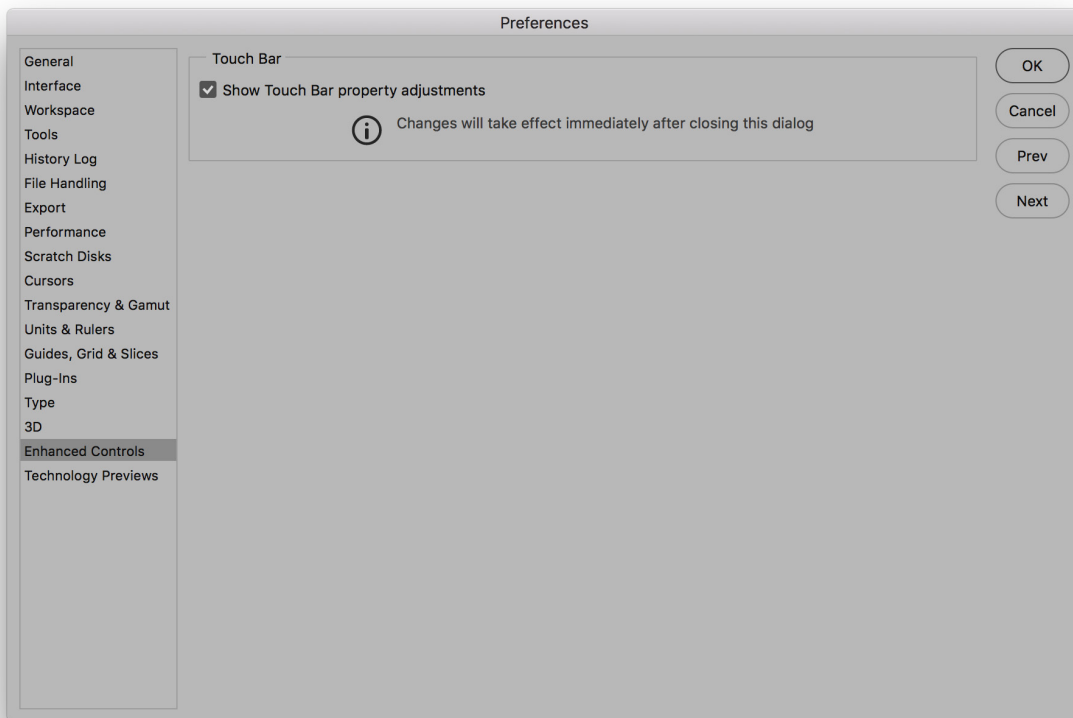 Preferences
General
Interface
Workspace
Tools
History Log
File Handling
Export
Performance
Scratch Disks
Cursors
Transparency & Gamut
Units & Rulers
Guides, Grid & Slices
Plug-Ins
Type
3D
Enhanced Controls
Technology Previews
Touch Bar
Show Touch Bar property adjustments
Changes will take effect immediately after closing this dialog
OK
Cancel
Prev
Next